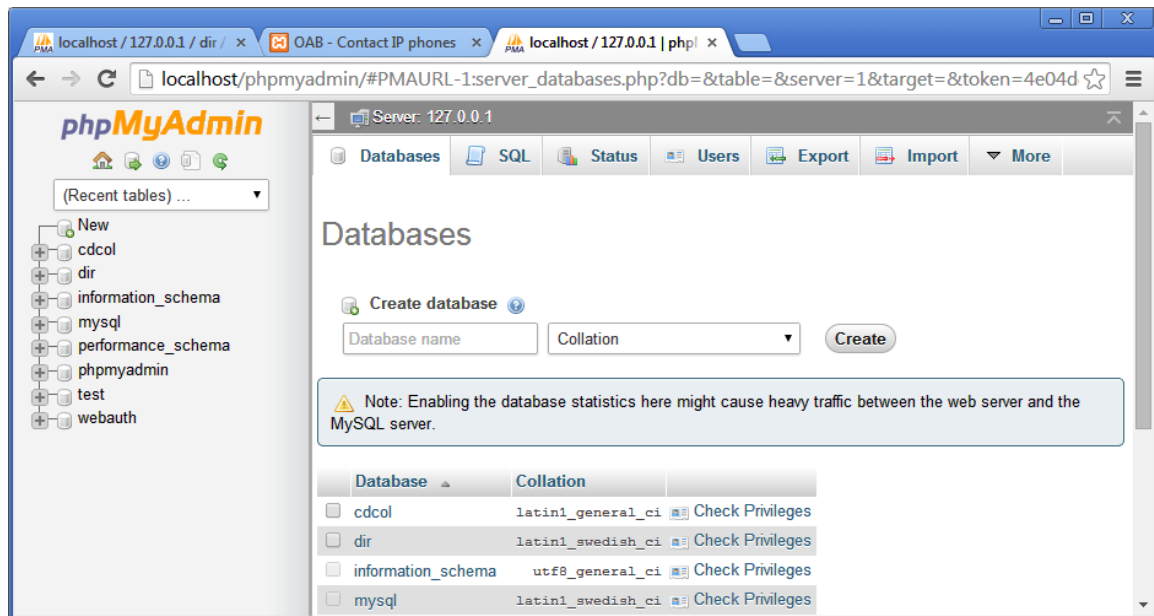 localhost / 127.0.0.1 / dir /
OAB - Contact IP phones
localhost / 127.0.0.1 | phpl
localhost/phpmyadmin/#PMAURL-1:server_databases.php?db=&table=&server=1&target=&token=4e04d
phpMyAdmin
(Recent tables) ...
New
cdcol
dir
information_schema
mysql
performance_schema
phpmyadmin
test
webauth
Server: 127.0.0.1
Databases SQL Status Users Export Import More
Databases
Create database
Database name Collation Create
Note: Enabling the database statistics here might cause heavy traffic between the web server and the
MySQL server.
Database Collation
cdcol latin1_general_ci Check Privileges
dir latin1_swedish_ci Check Privileges
information_schema utf8_general_ci Check Privileges
mysql latin1_swedish_ci Check Privileges